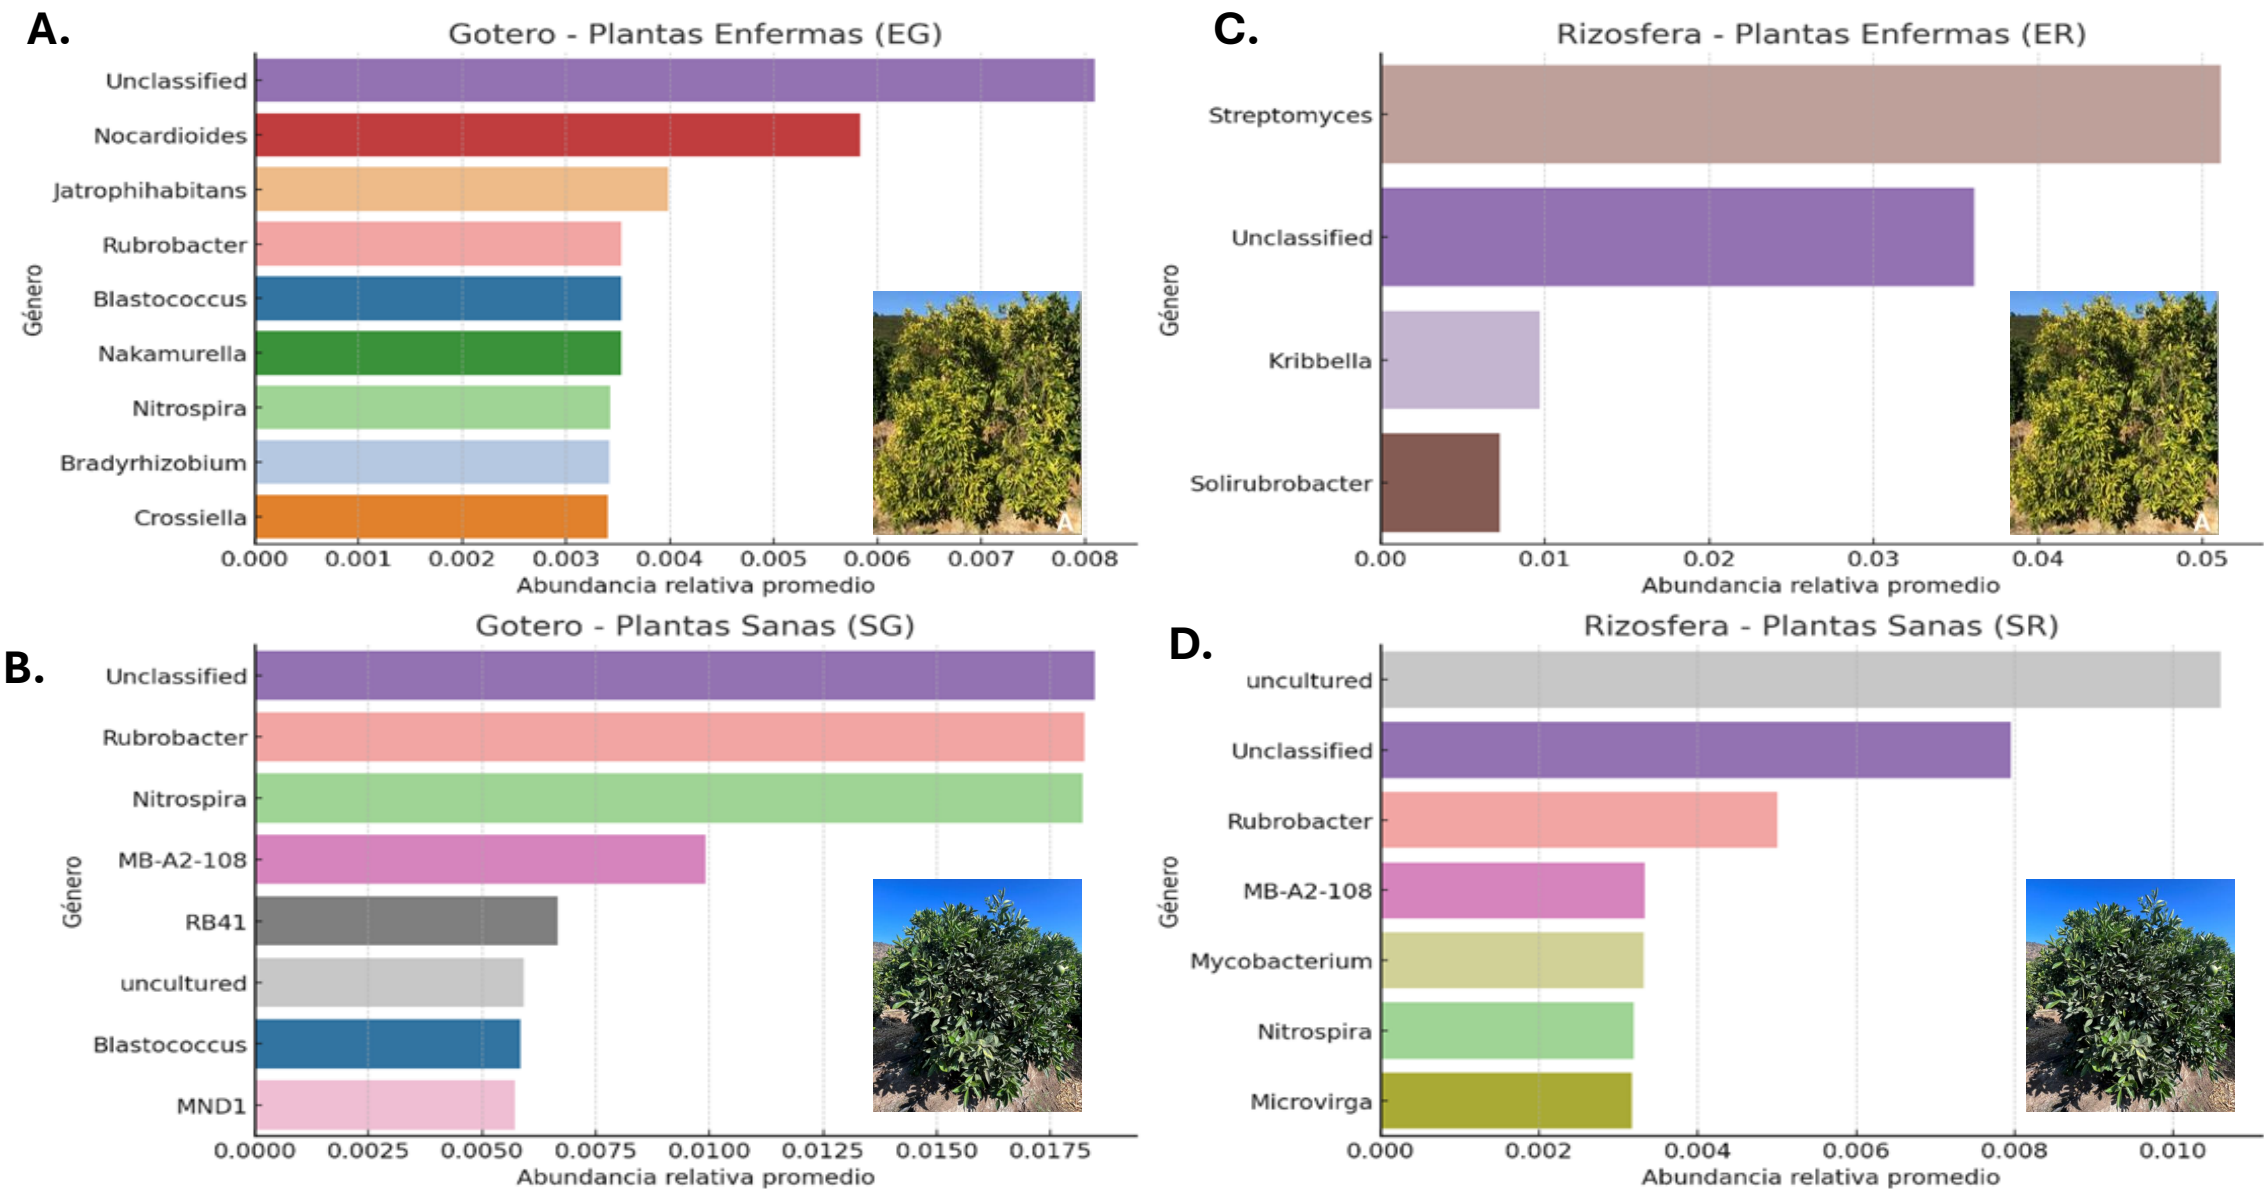 A.
Gotero - Plantas Enfermas (EG)
Género
Unclassified
Nocardioides
Jatrophihabitans
Rubrobacter
Blastococcus
Nakamurella
Nitrospira
Bradyrhizobium
Crossiella
A
0.000 0.001 0.002 0.003 0.004 0.005 0.006 0.007 0.008
Abundancia relativa promedio
B.
Gotero - Plantas Sanas (SG)
Género
Unclassified
Rubrobacter
Nitrospira
MB-A2-108
RB41
uncultured
Blastococcus
MND1
0.0000 0.0025 0.0050 0.0075 0.0100 0.0125 0.0150 0.0175
Abundancia relativa promedio
C.
Rizosfera - Plantas Enfermas (ER)
Género
Streptomyces
Unclassified
Kribbella
Solirubrobacter
A
0.00 0.01 0.02 0.03 0.04 0.05
Abundancia relativa promedio
D.
Rizosfera - Plantas Sanas (SR)
Género
uncultured
Unclassified
Rubrobacter
MB-A2-108
Mycobacterium
Nitrospira
Microvirga
0.000 0.002 0.004 0.006 0.008 0.010
Abundancia relativa promedio